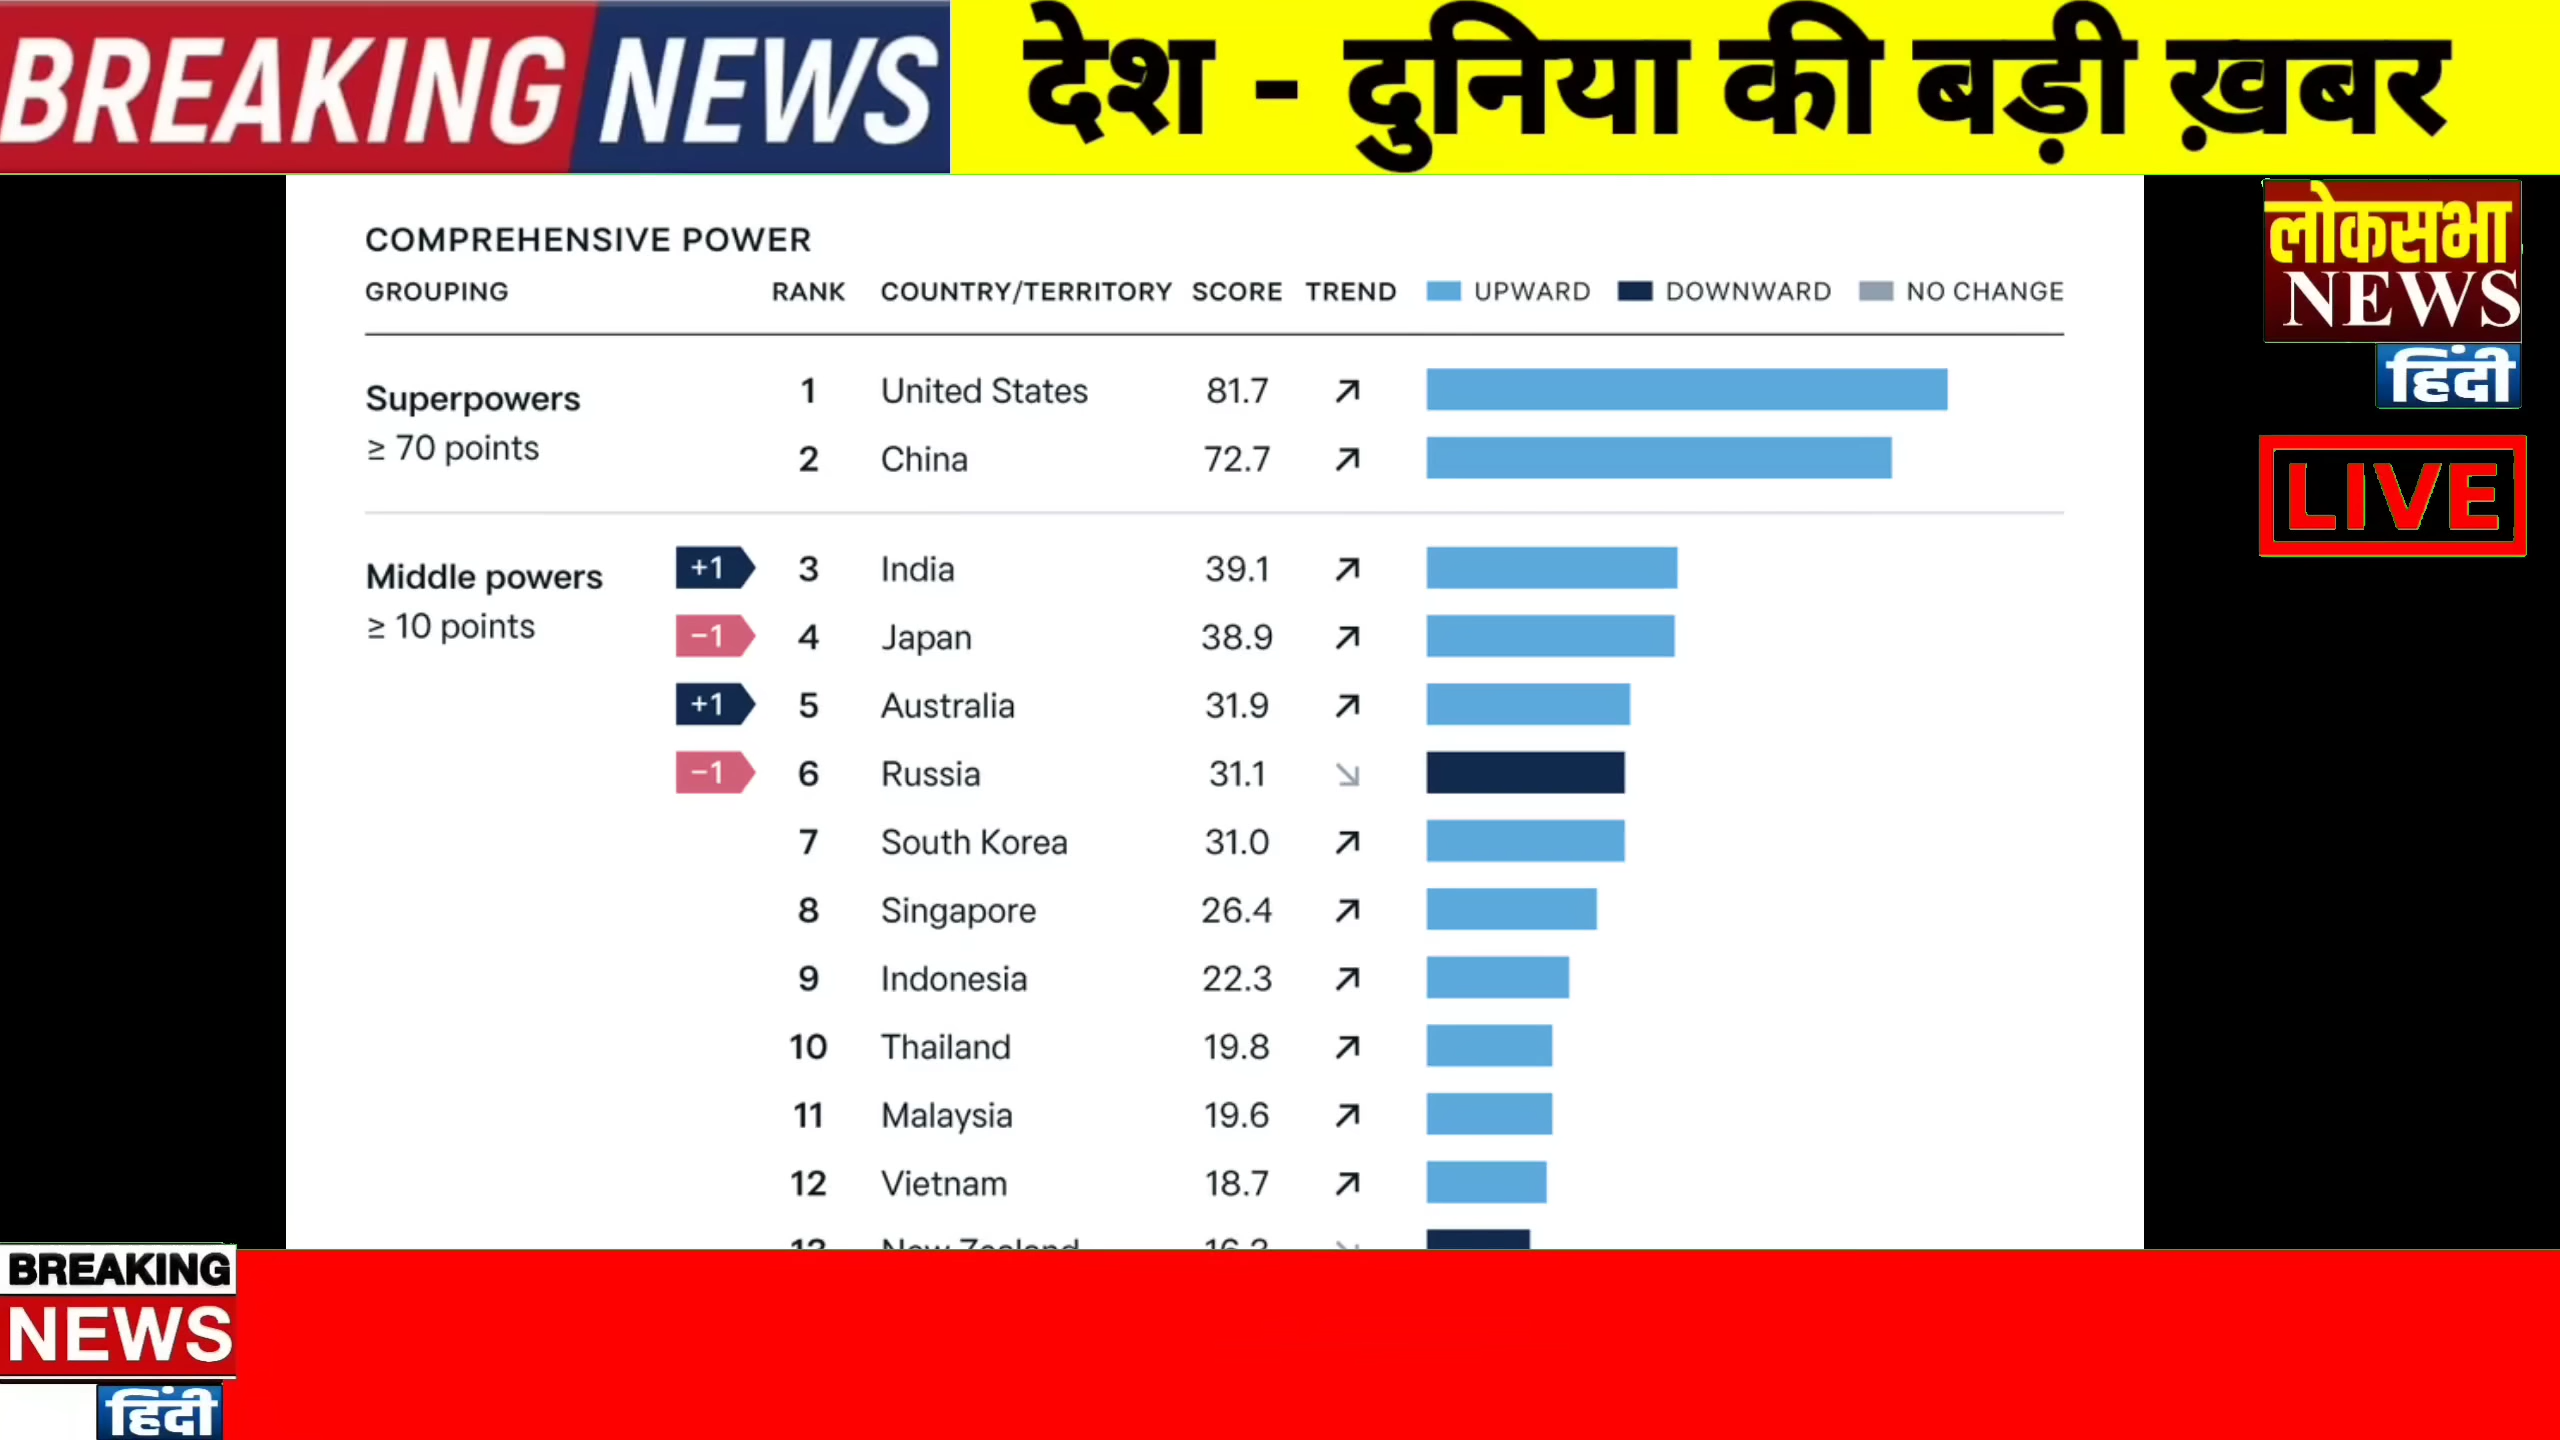 BREAKING NEWS देश - दुनिया की बड़ी ख़बर
लोकसभा
NEWS
हिंदी
LIVE
COMPREHENSIVE POWER
GROUPING RANK COUNTRY/TERRITORY SCORE TREND UPWARD DOWNWARD NO CHANGE
Superpowers
≥ 70 points
1 United States 81.7
2 China 72.7
Middle powers
≥ 10 points
+1 3 India 39.1
−1 4 Japan 38.9
+1 5 Australia 31.9
−1 6 Russia 31.1
7 South Korea 31.0
8 Singapore 26.4
9 Indonesia 22.3
10 Thailand 19.8
11 Malaysia 19.6
12 Vietnam 18.7
New Zealand
BREAKING
NEWS
हिंदी